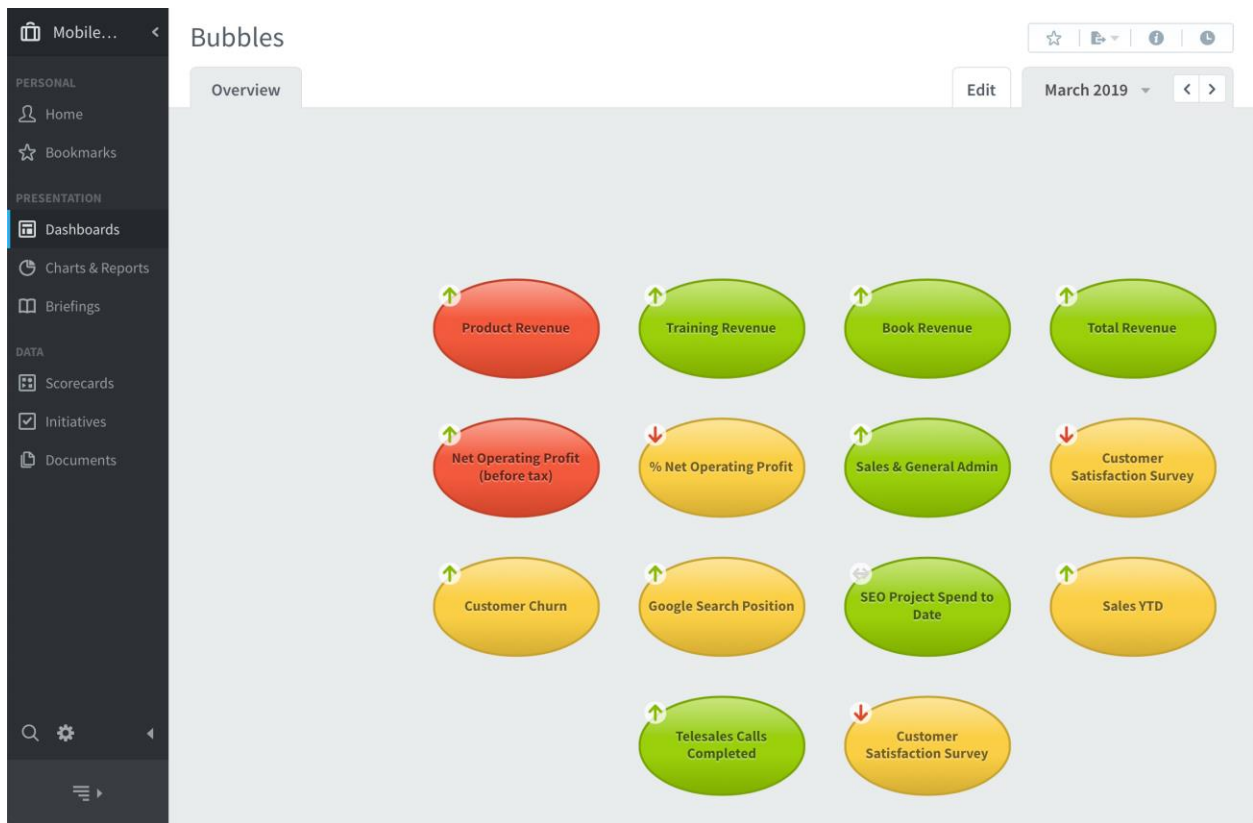 Mobile...
PERSONAL
Home
Bookmarks
PRESENTATION
Dashboards
Charts & Reports
Briefings
DATA
Scorecards
Initiatives
Documents
Bubbles
Overview
Edit
March 2019
Product Revenue
Training Revenue
Book Revenue
Total Revenue
Net Operating Profit
(before tax)
% Net Operating Profit
Sales & General Admin
Customer
Satisfaction Survey
Customer Churn
Google Search Position
SEO Project Spend to
Date
Sales YTD
Telesales Calls
Completed
Customer
Satisfaction Survey